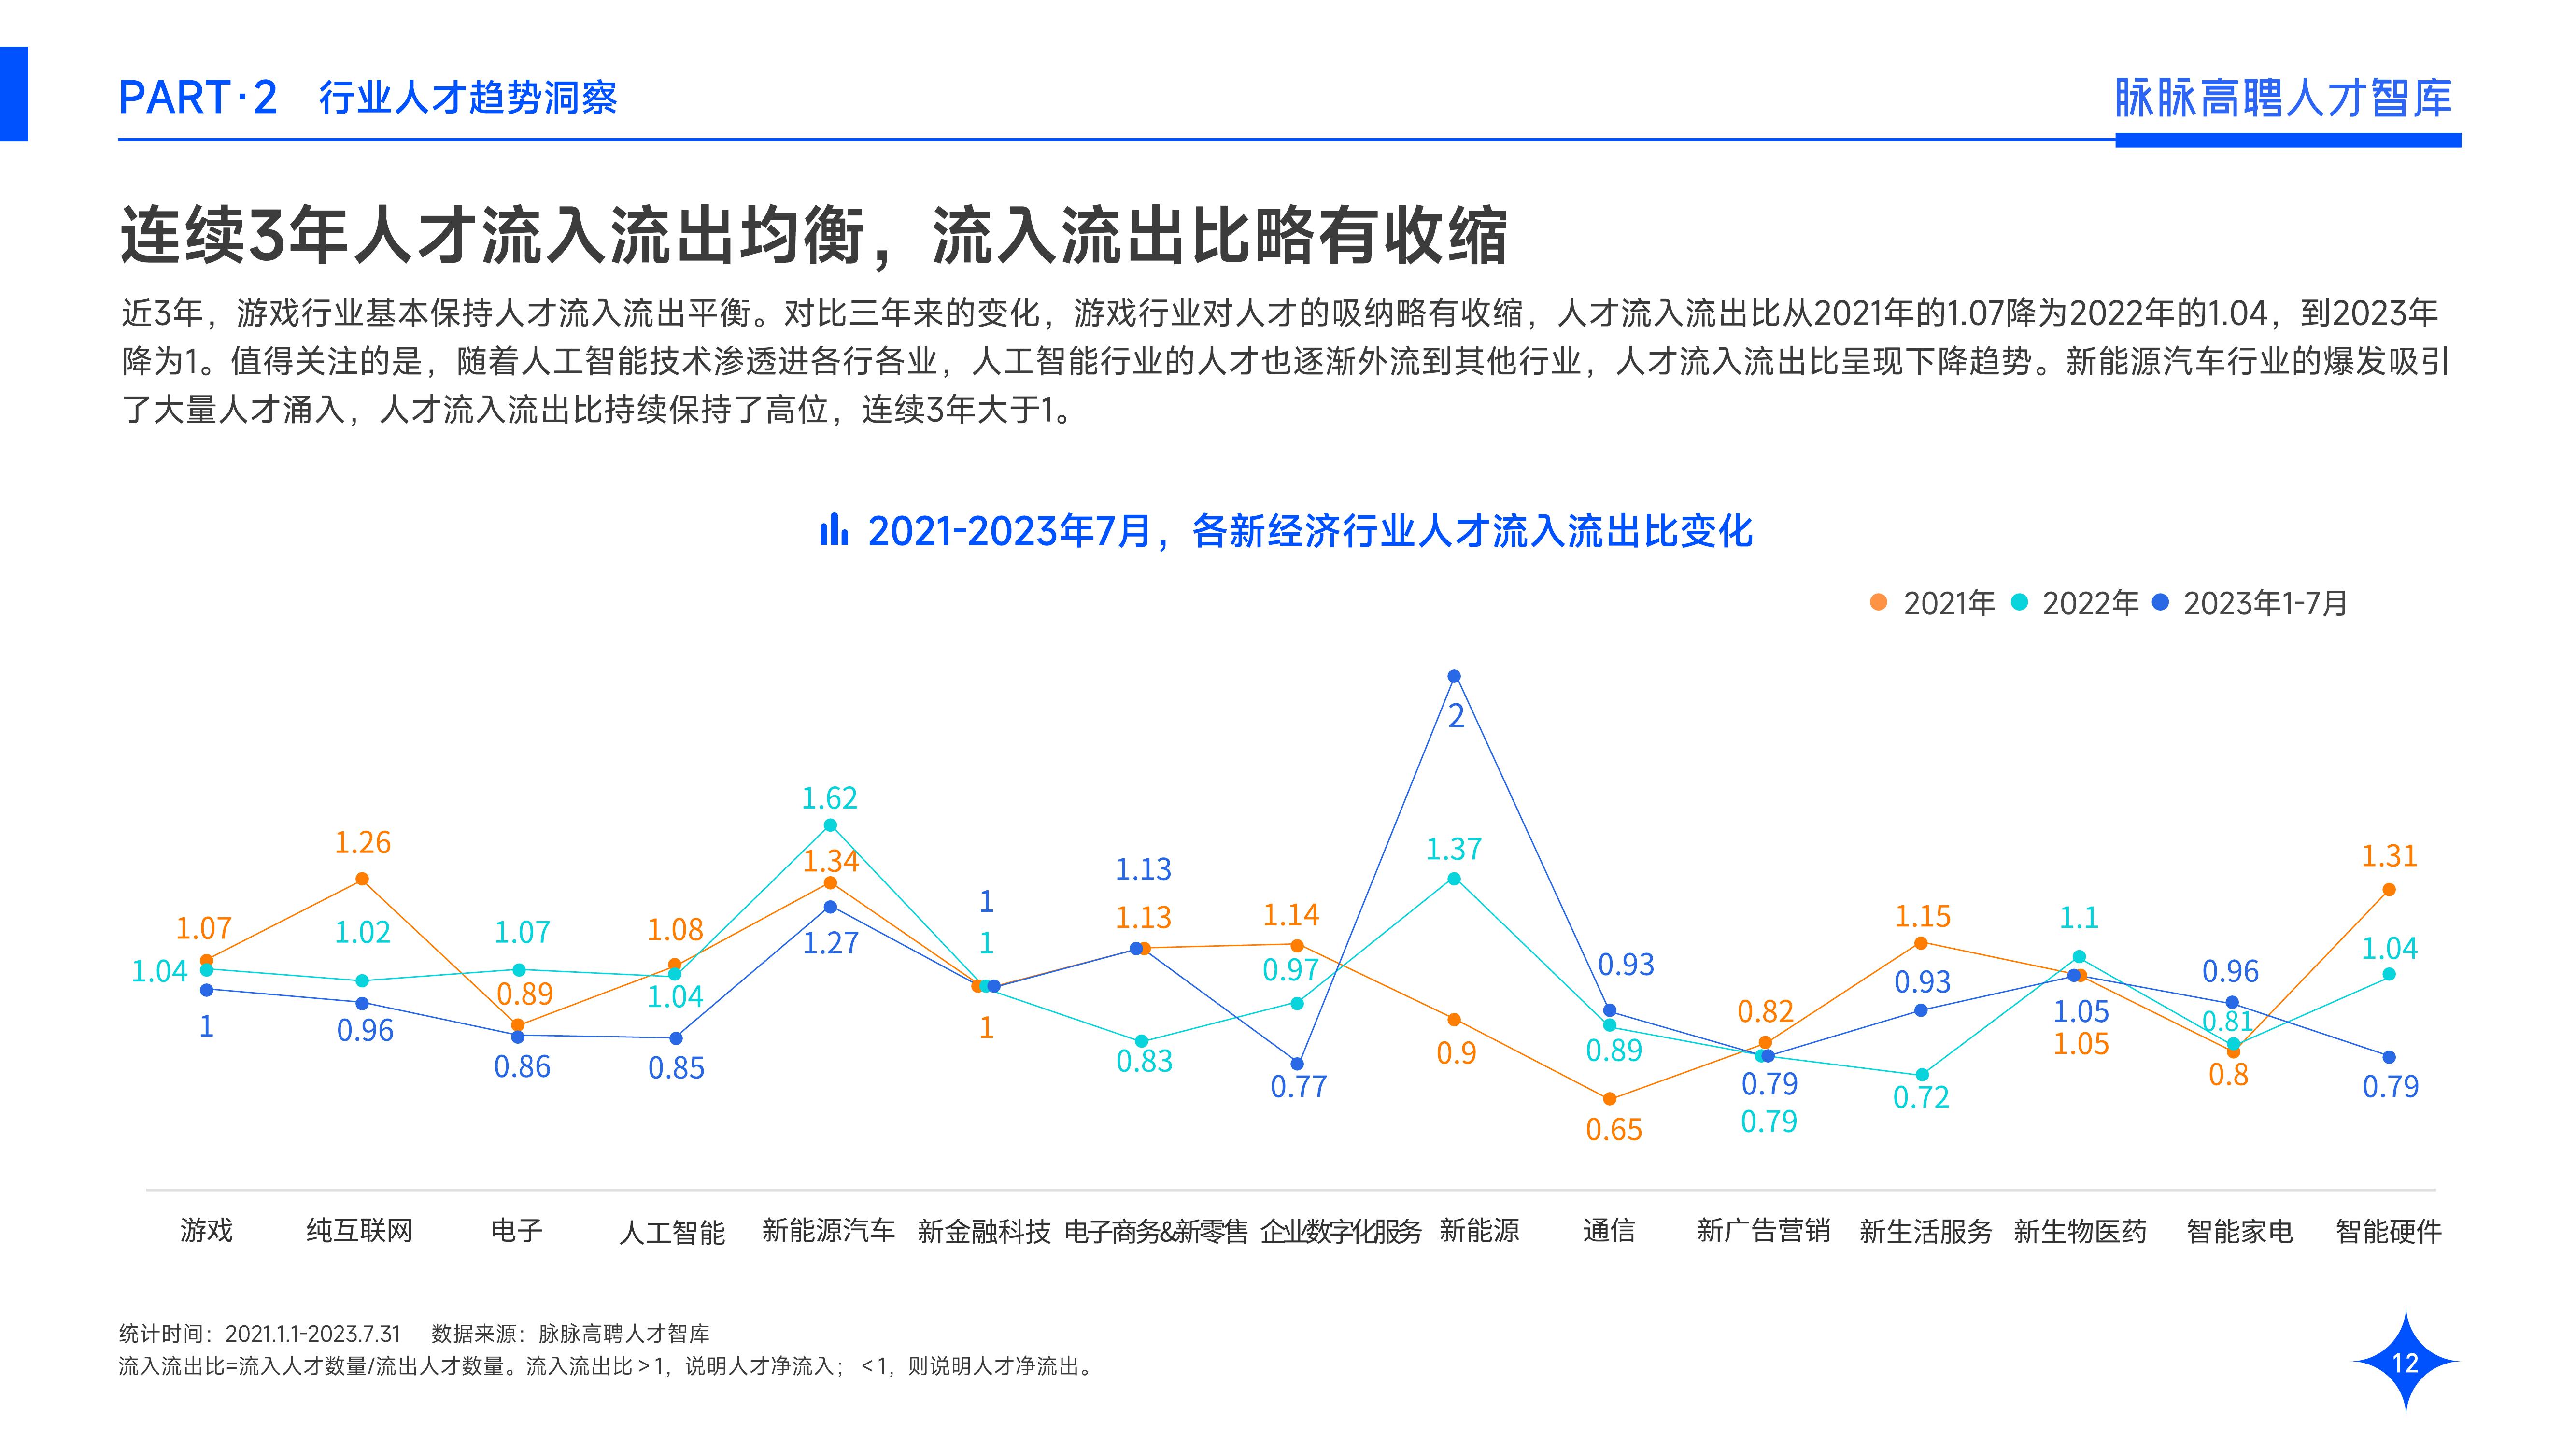 PART·2 行业人才趋势洞察
脉脉高聘人才智库
连续3年人才流入流出均衡，流入流出比略有收缩
近3年，游戏行业基本保持人才流入流出平衡。对比三年来的变化，游戏行业对人才的吸纳略有收缩，人才流入流出比从2021年的1.07降为2022年的1.04，到2023年
降为1。值得关注的是，随着人工智能技术渗透进各行各业，人工智能行业的人才也逐渐外流到其他行业，人才流入流出比呈现下降趋势。新能源汽车行业的爆发吸引
了大量人才涌入，人才流入流出比持续保持了高位，连续3年大于1。
2021-2023年7月，各新经济行业人才流入流出比变化
2021年 2022年 2023年1-7月
2
1.62
1.26 1.34 1.37 1.31
1 1.13
1.07 1.02 1.07 1.08 1 1.13 1.14 1.15 1.1 1.04
1.04 0.89 1.04 1.27 0.97 0.93 0.93 0.96
1 0.96 1 0.9 0.89 0.82 1.05 0.81
0.86 0.85 0.83 0.77 0.79 0.72 1.05 0.8 0.79
0.65 0.79
游戏 纯互联网 电子 人工智能 新能源汽车 新金融科技 电子商务&新零售 企业数字化服务 新能源 通信 新广告营销 新生活服务 新生物医药 智能家电 智能硬件
统计时间：2021.1.1-2023.7.31 数据来源：脉脉高聘人才智库
流入流出比=流入人才数量/流出人才数量。流入流出比>1，说明人才净流入；<1，则说明人才净流出。
12